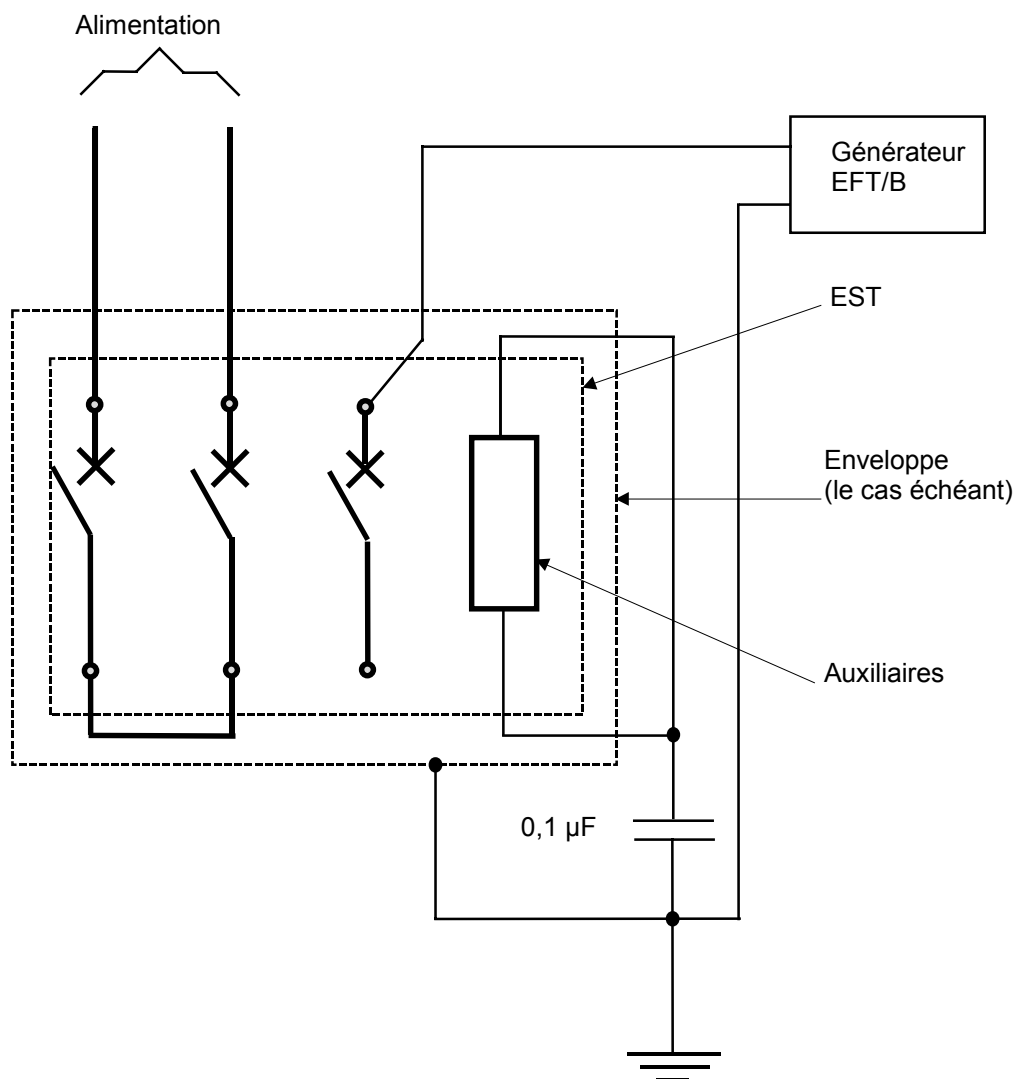 Alimentation
Générateur
EFT/B
EST
Enveloppe
(le cas échéant)
Auxiliaires
0,1 µF